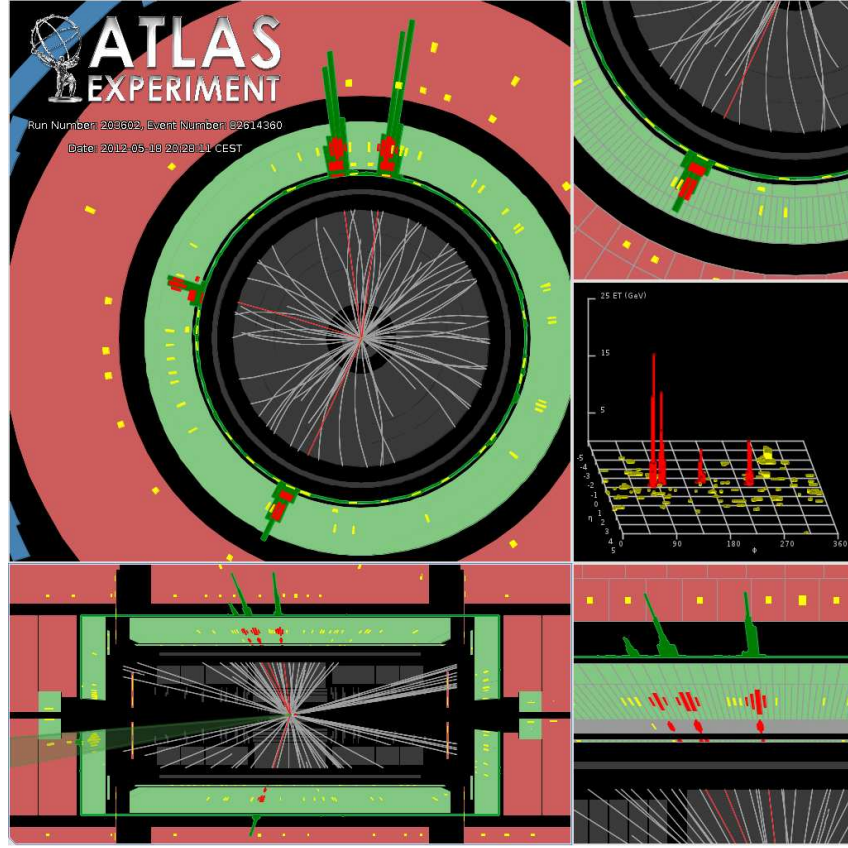 ATLAS
EXPERIMENT
Run Number: 203602, Event Number: 82614360
Date: 2012-05-18 20:28:11 CEST
25 ET (GeV)
15
5
-5
-4
-3
-2
-1
0
1
η 2
3
4
5
0 90 180 φ 270 360